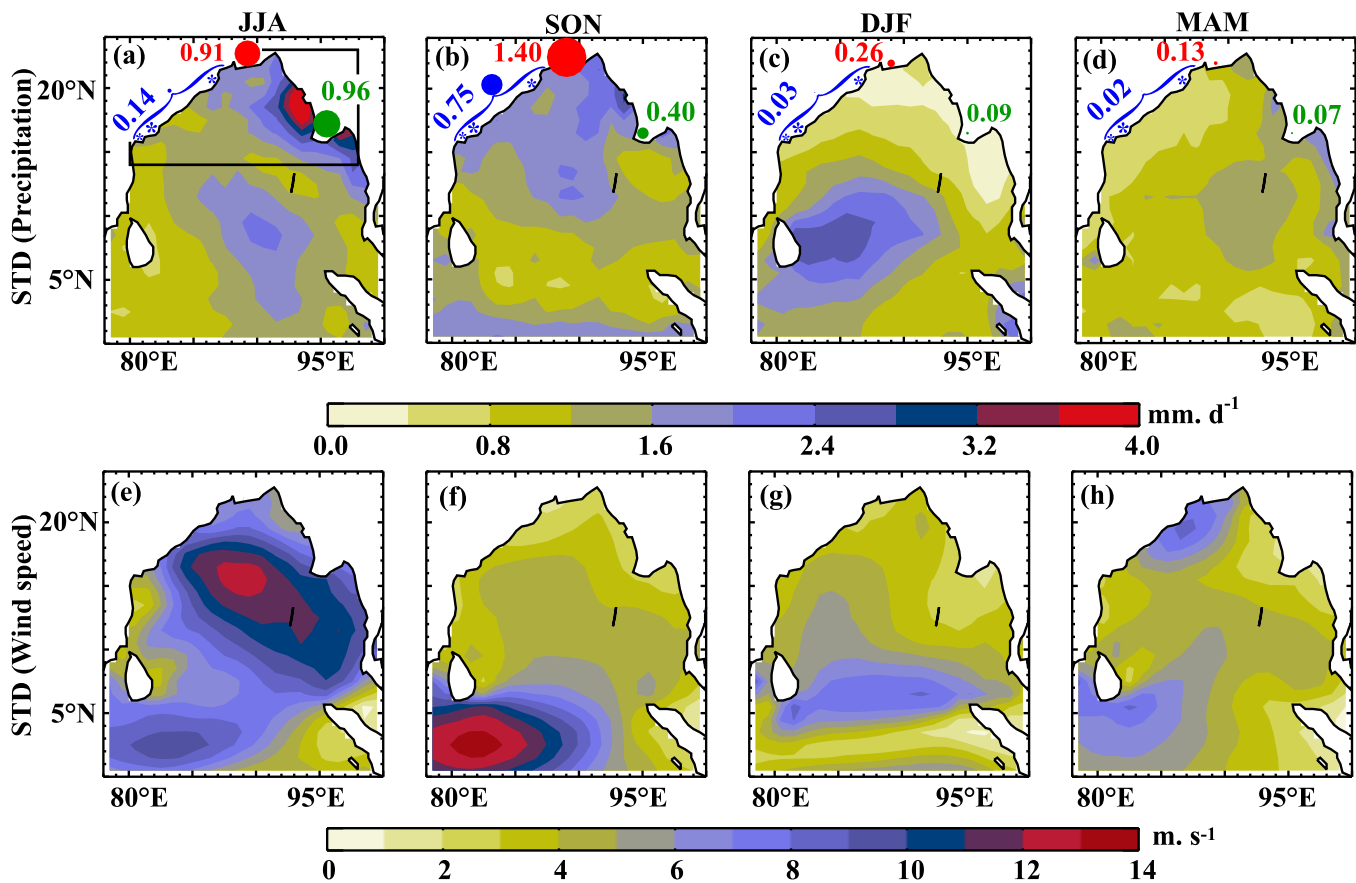 JJA SON DJF MAM
STD (Precipitation)
(a) 0.91 (b) 1.40 (c) 0.26 (d) 0.13
20°N 0.14 * * * 0.96 0.75 * * * 0.40 0.03 * * * 0.09 0.02 * * * 0.07
5°N
80°E 95°E 80°E 95°E 80°E 95°E 80°E 95°E
mm. d-1
0.0 0.8 1.6 2.4 3.2 4.0
STD (Wind speed)
(e) (f) (g) (h)
20°N
5°N
80°E 95°E 80°E 95°E 80°E 95°E 80°E 95°E
m. s-1
0 2 4 6 8 10 12 14